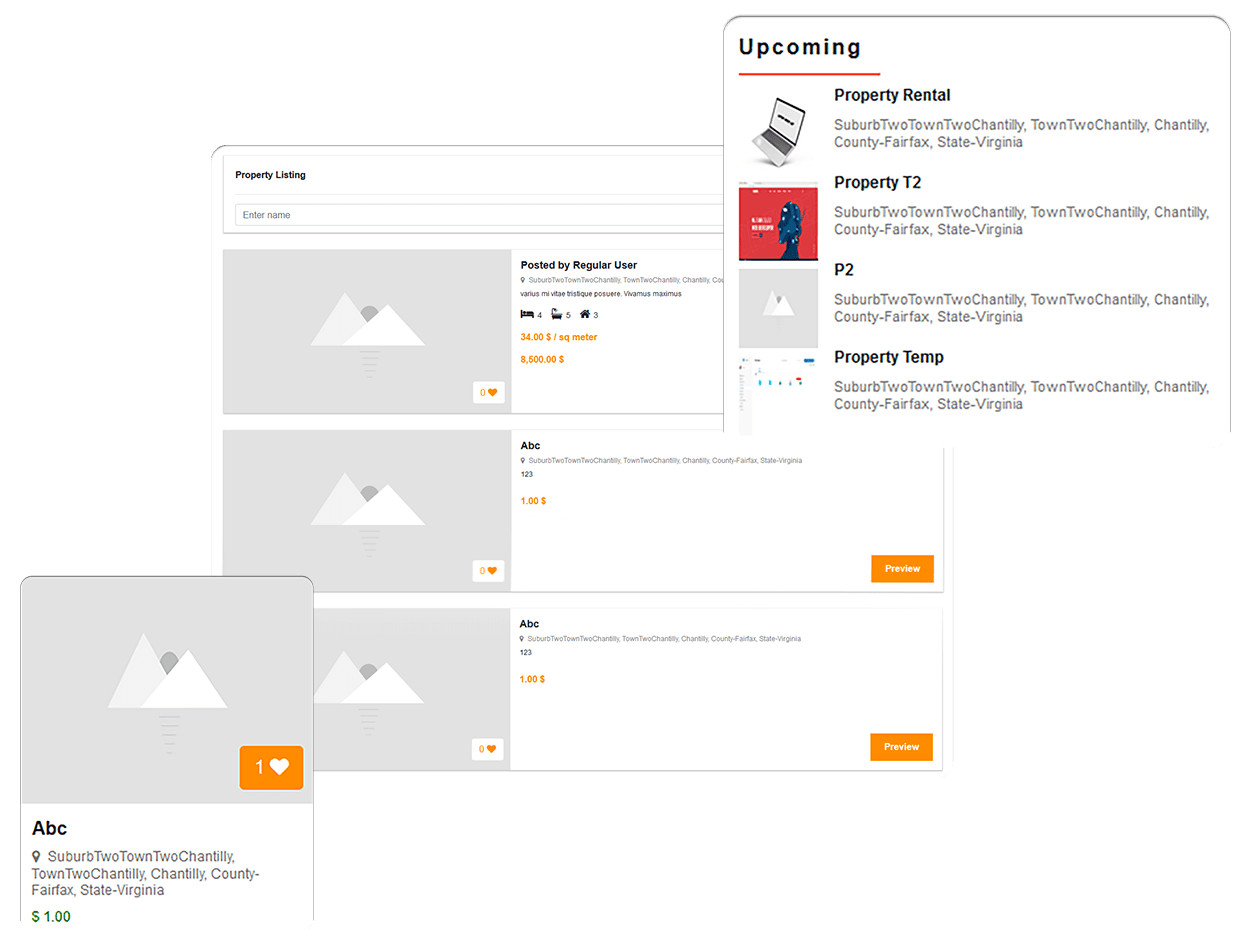 Upcoming
Property Rental
SuburbTwoTownTwoChantilly, TownTwoChantilly, Chantilly,
County-Fairfax, State-Virginia
Property T2
SuburbTwoTownTwoChantilly, TownTwoChantilly, Chantilly,
County-Fairfax, State-Virginia
P2
SuburbTwoTownTwoChantilly, TownTwoChantilly, Chantilly,
County-Fairfax, State-Virginia
Property Temp
SuburbTwoTownTwoChantilly, TownTwoChantilly, Chantilly,
County-Fairfax, State-Virginia
Property Listing
Enter name
Posted by Regular User
SuburbTwoTownTwoChantilly, TownTwoChantilly, Chantilly, Cou
varius mi vitae tristique posuere. Vivamus maximus
4 5 3
34.00 $ / sq meter
8,500.00 $
0
Abc
SuburbTwoTownTwoChantilly, TownTwoChantilly, Chantilly, County-Fairfax, State-Virginia
123
1.00 $
0
Preview
Abc
SuburbTwoTownTwoChantilly, TownTwoChantilly, Chantilly, County-Fairfax, State-Virginia
123
1.00 $
0
Preview
1
Abc
SuburbTwoTownTwoChantilly,
TownTwoChantilly, Chantilly, County-
Fairfax, State-Virginia
$ 1.00